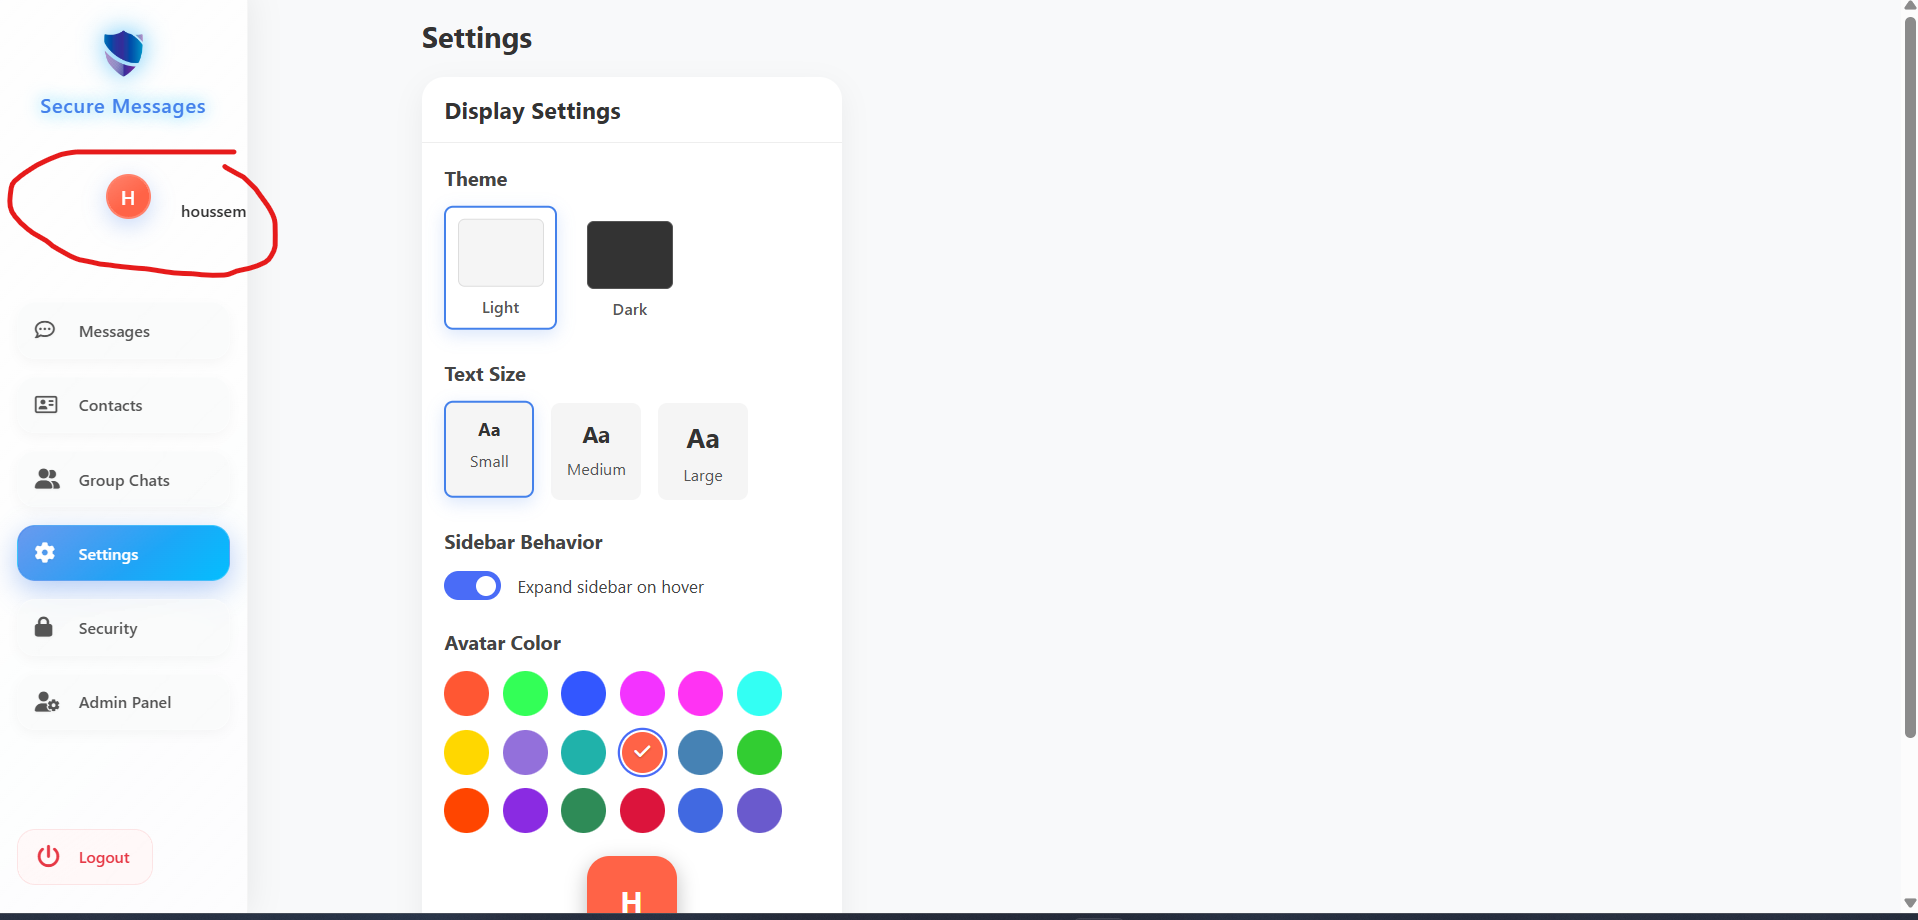 Secure Messages
H
houssem
Messages
Contacts
Group Chats
Settings
Security
Admin Panel
Logout
Settings
Display Settings
Theme
Light
Dark
Text Size
Aa
Small
Aa
Medium
Aa
Large
Sidebar Behavior
Expand sidebar on hover
Avatar Color
H